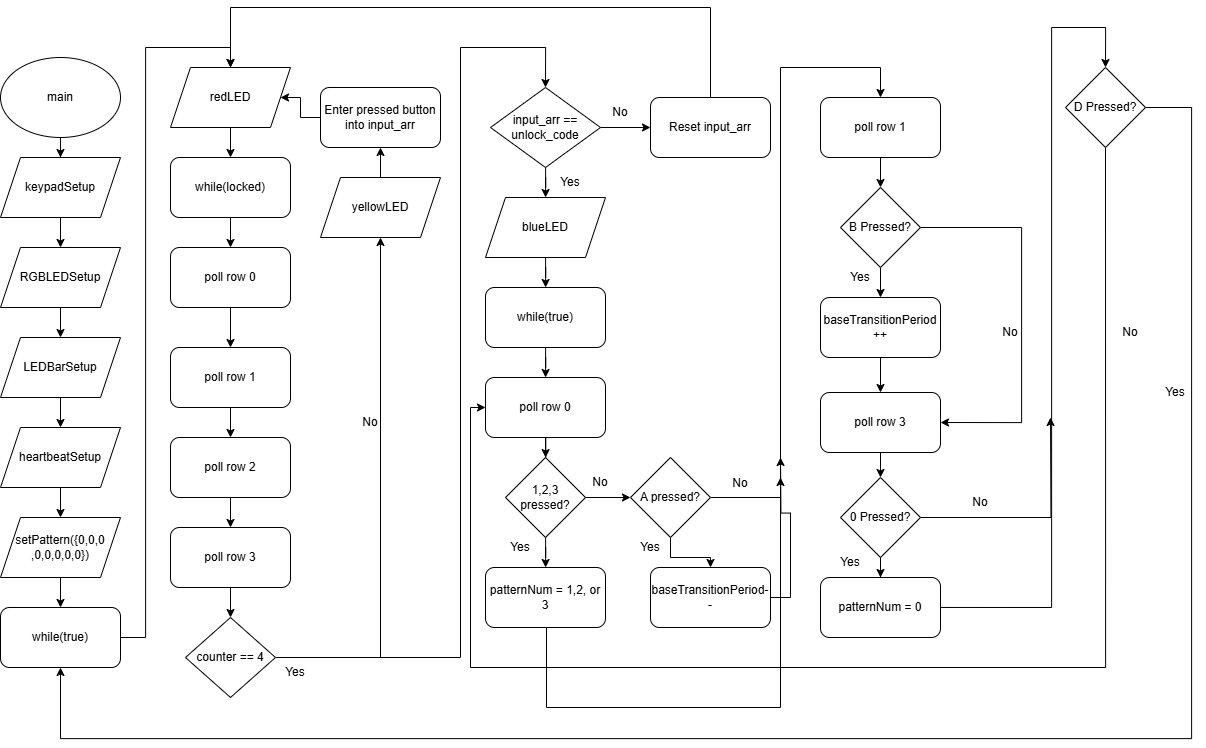 main
keypadSetup
RGBLEDSetup
LEDBarSetup
heartbeatSetup
setPattern({0,0,0
,0,0,0,0,0})
while(true)
redLED
while(locked)
poll row 0
poll row 1
poll row 2
poll row 3
counter == 4
Yes
Enter pressed button
into input_arr
yellowLED
No
input_arr ==
unlock_code
No
Reset input_arr
Yes
blueLED
while(true)
poll row 0
1,2,3
pressed?
No
Yes
patternNum = 1,2, or
3
A pressed?
No
Yes
baseTransitionPeriod-
-
poll row 1
B Pressed?
Yes
No
baseTransitionPeriod
++
poll row 3
0 Pressed?
No
Yes
patternNum = 0
D Pressed?
No
Yes